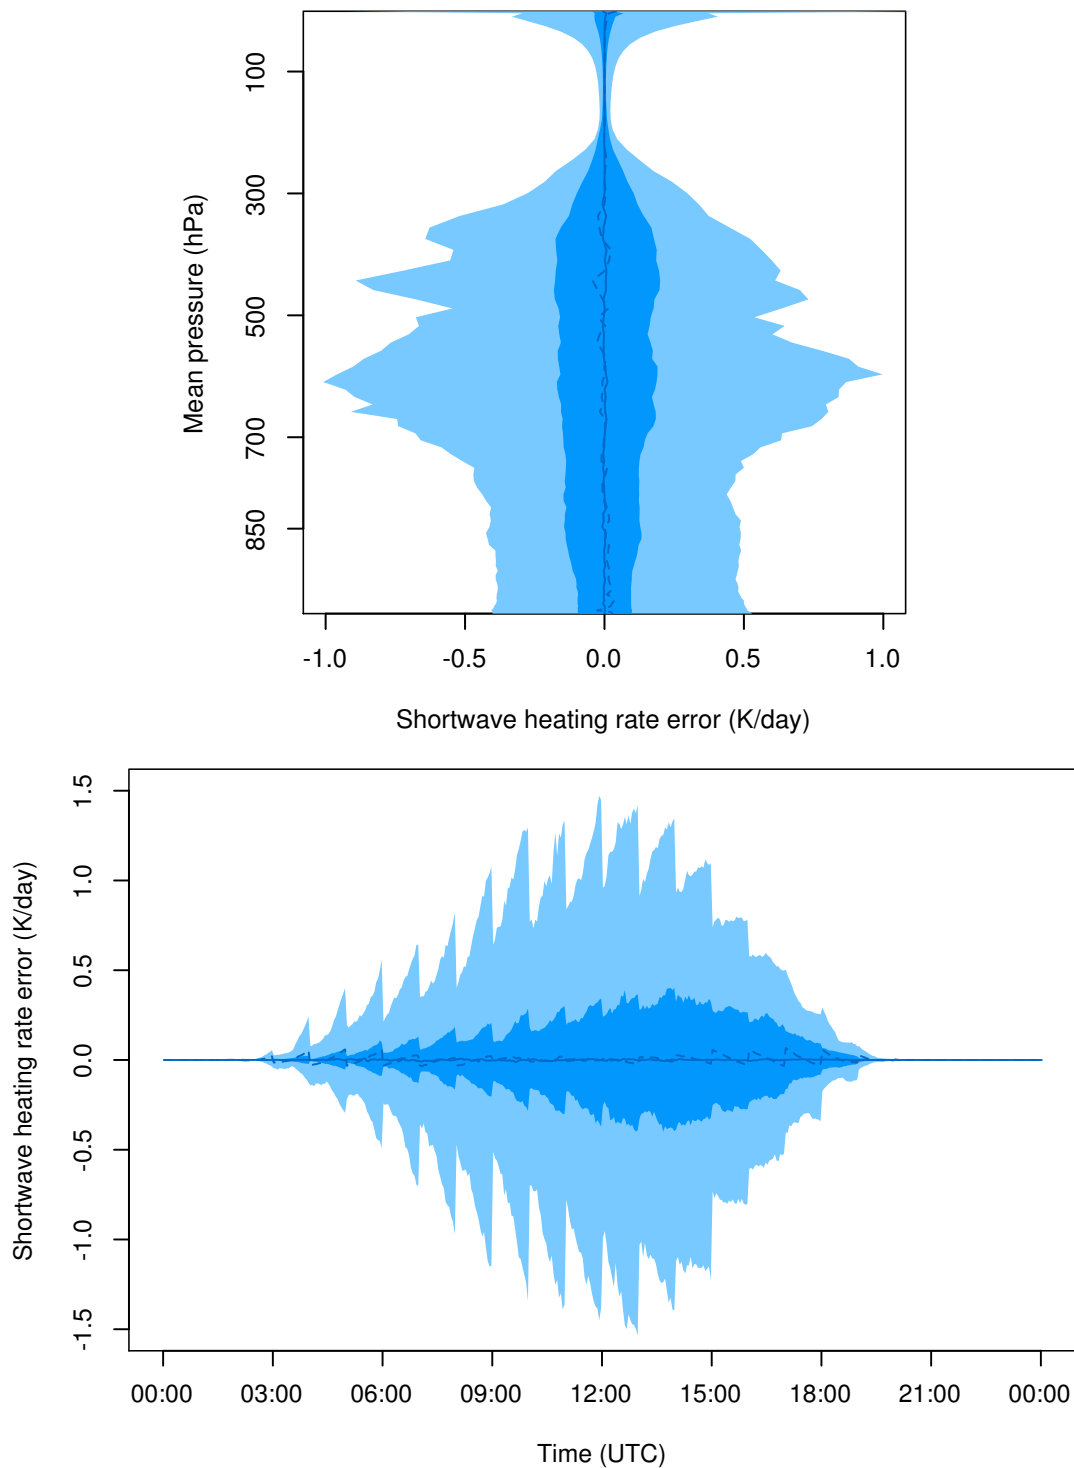 100
300
500
700
850
Mean pressure (hPa)
-1.0 -0.5 0.0 0.5 1.0
Shortwave heating rate error (K/day)
1.5
1.0
0.5
0.0
-0.5
-1.0
-1.5
Shortwave heating rate error (K/day)
00:00 03:00 06:00 09:00 12:00 15:00 18:00 21:00 00:00
Time (UTC)